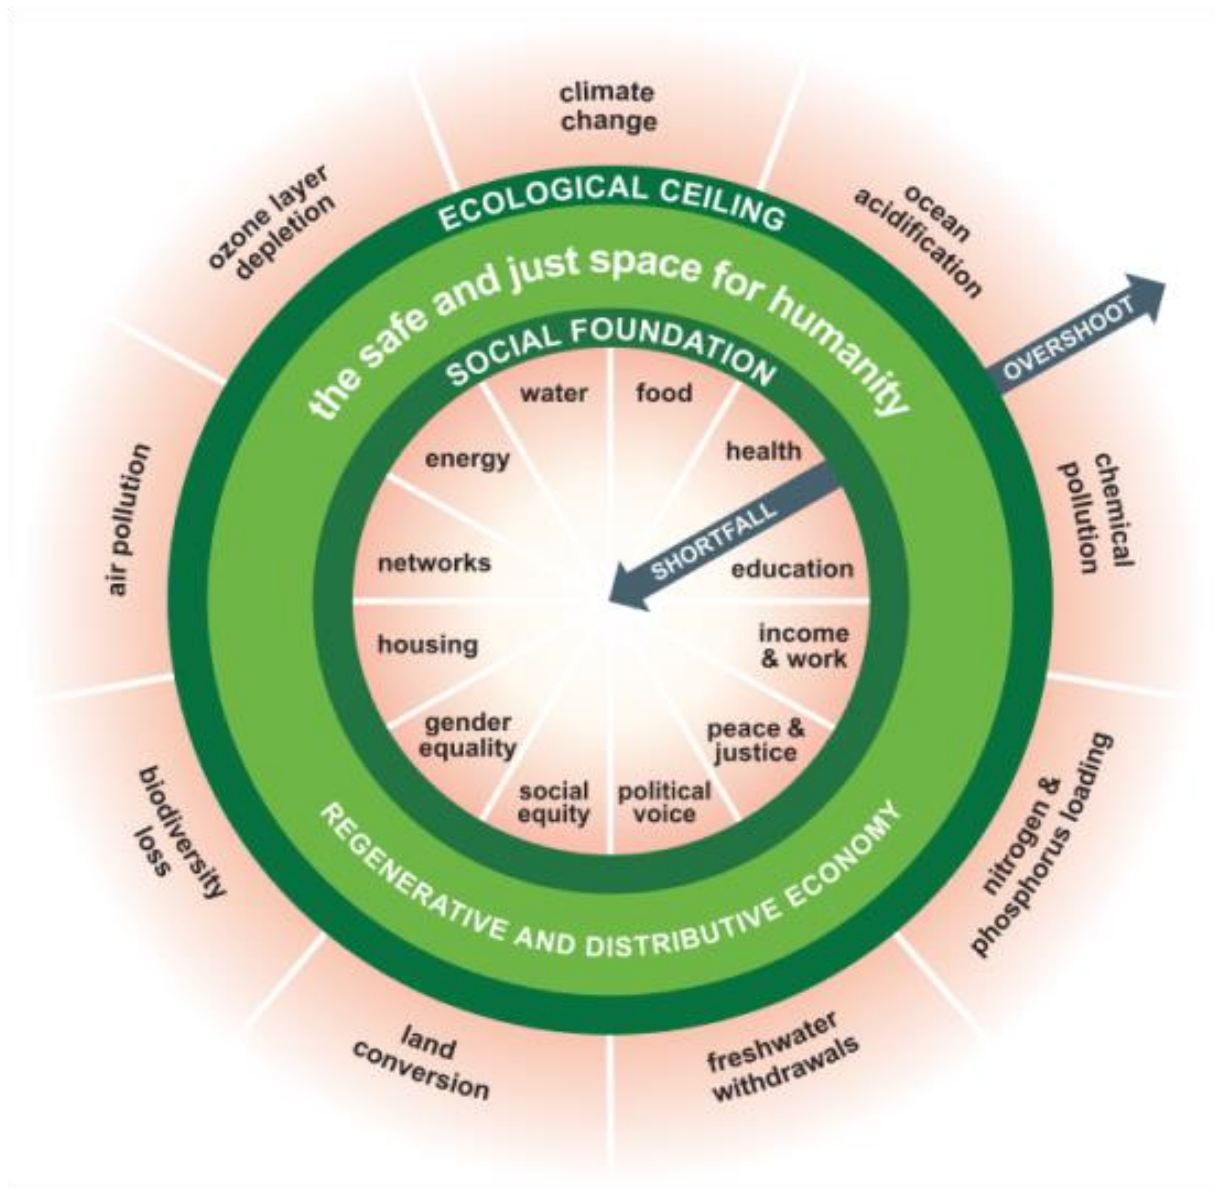 climate
change
ocean
acidification
OVERSHOOT
chemical
pollution
nitrogen &
phosphorus loading
freshwater
withdrawals
land
conversion
biodiversity
loss
air pollution
ozone layer
depletion
ECOLOGICAL CEILING
the safe and just space for humanity
SOCIAL FOUNDATION
water
food
energy
health
SHORTFALL
networks
education
housing
income
& work
gender
equality
peace &
justice
social
equity
political
voice
REGENERATIVE AND DISTRIBUTIVE ECONOMY